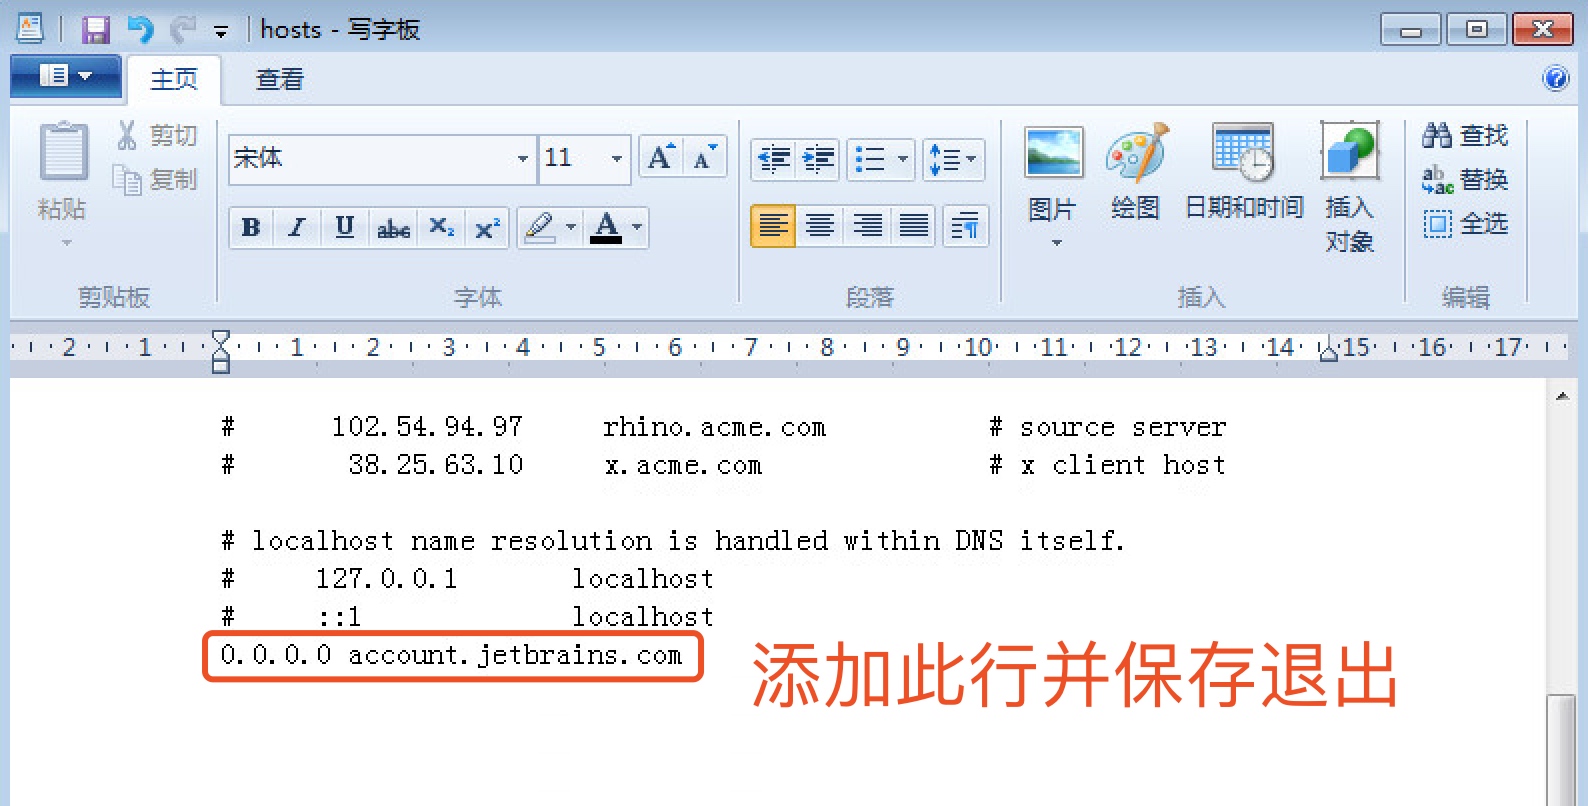 hosts - 写字板
主页 查看
粘贴 剪切 复制
剪贴板
宋体 11 A A
B I U abc X₂ X² A
字体
段落
图片 绘图 日期和时间 插入对象
插入
查找
ab ac 替换
全选
编辑
2 1 1 2 3 4 5 6 7 8 9 10 11 12 13 14 15 16 17
# 102.54.94.97 rhino.acme.com # source server
# 38.25.63.10 x.acme.com # x client host
# localhost name resolution is handled within DNS itself.
# 127.0.0.1 localhost
# ::1 localhost
0.0.0.0 account.jetbrains.com
添加此行并保存退出